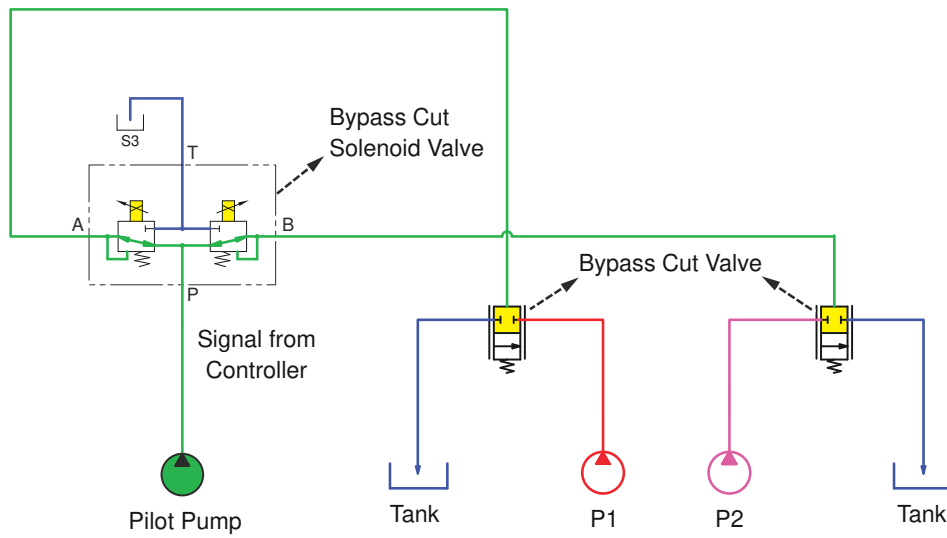 Bypass Cut
Solenoid Valve
S3
T
A
B
P
Bypass Cut Valve
Signal from
Controller
Pilot Pump
Tank
P1
P2
Tank